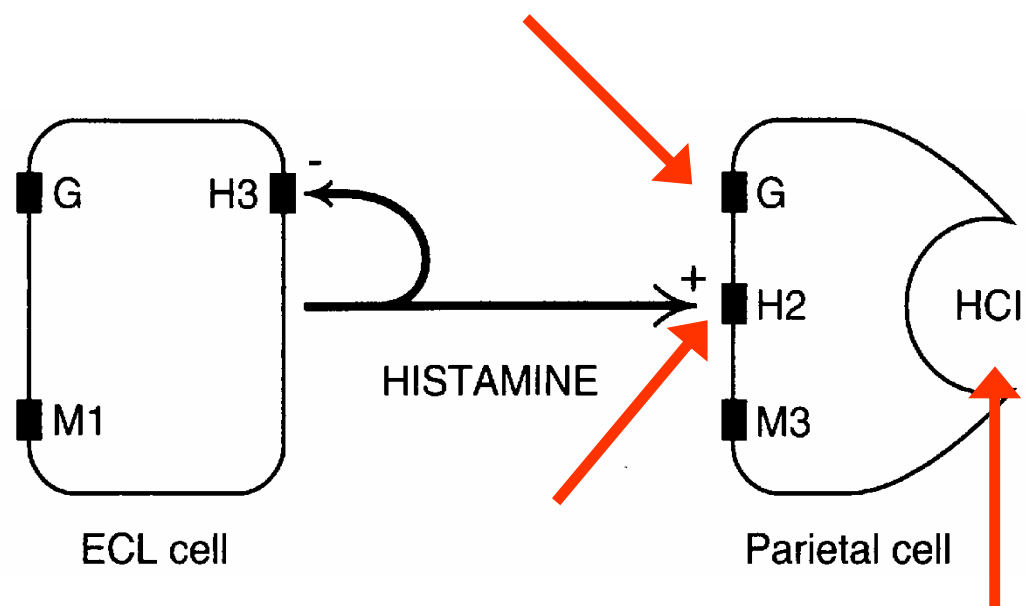 -
G
H3
G
+
H2
HCl
HISTAMINE
M1
M3
ECL cell
Parietal cell